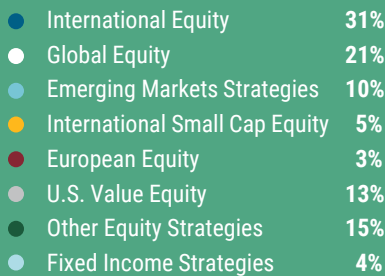 International Equity 31%
Global Equity 21%
Emerging Markets Strategies 10%
International Small Cap Equity 5%
European Equity 3%
U.S. Value Equity 13%
Other Equity Strategies 15%
Fixed Income Strategies 4%